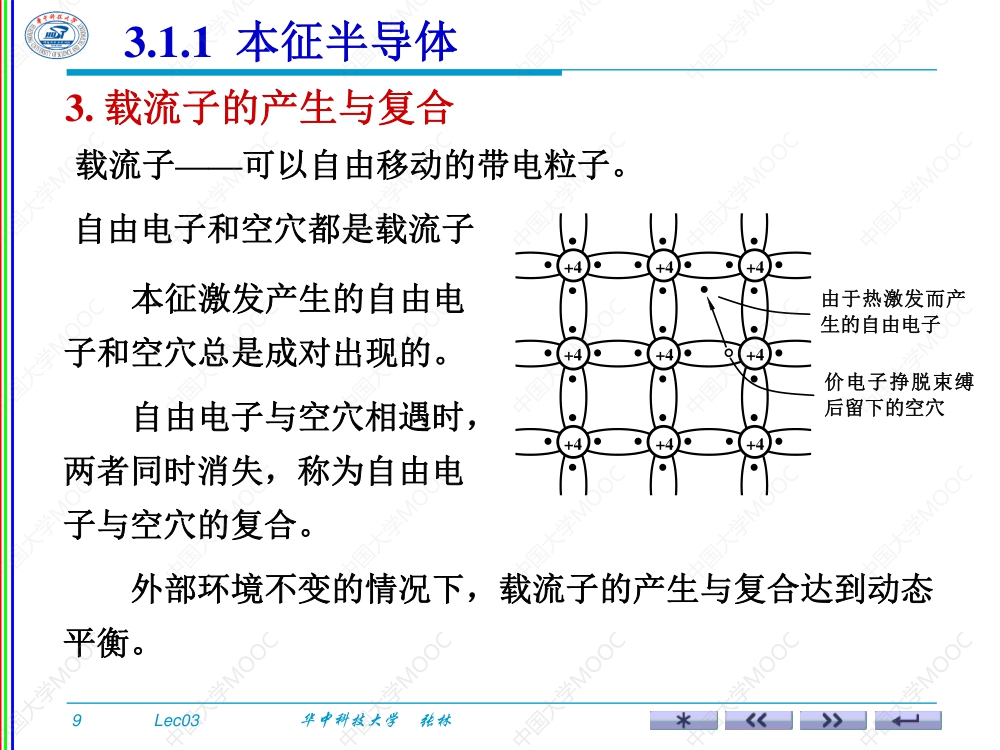 3.1.1 本征半导体
3. 载流子的产生与复合
载流子——可以自由移动的带电粒子。
自由电子和空穴都是载流子
本征激发产生的自由电
子和空穴总是成对出现的。
自由电子与空穴相遇时，
两者同时消失，称为自由电
子与空穴的复合。
+4 +4 +4
+4 +4 +4
+4 +4 +4
由于热激发而产
生的自由电子
价电子挣脱束缚
后留下的空穴
外部环境不变的情况下，载流子的产生与复合达到动态
平衡。
9 Lec03 华中科技大学 张林
中国大学MOOC